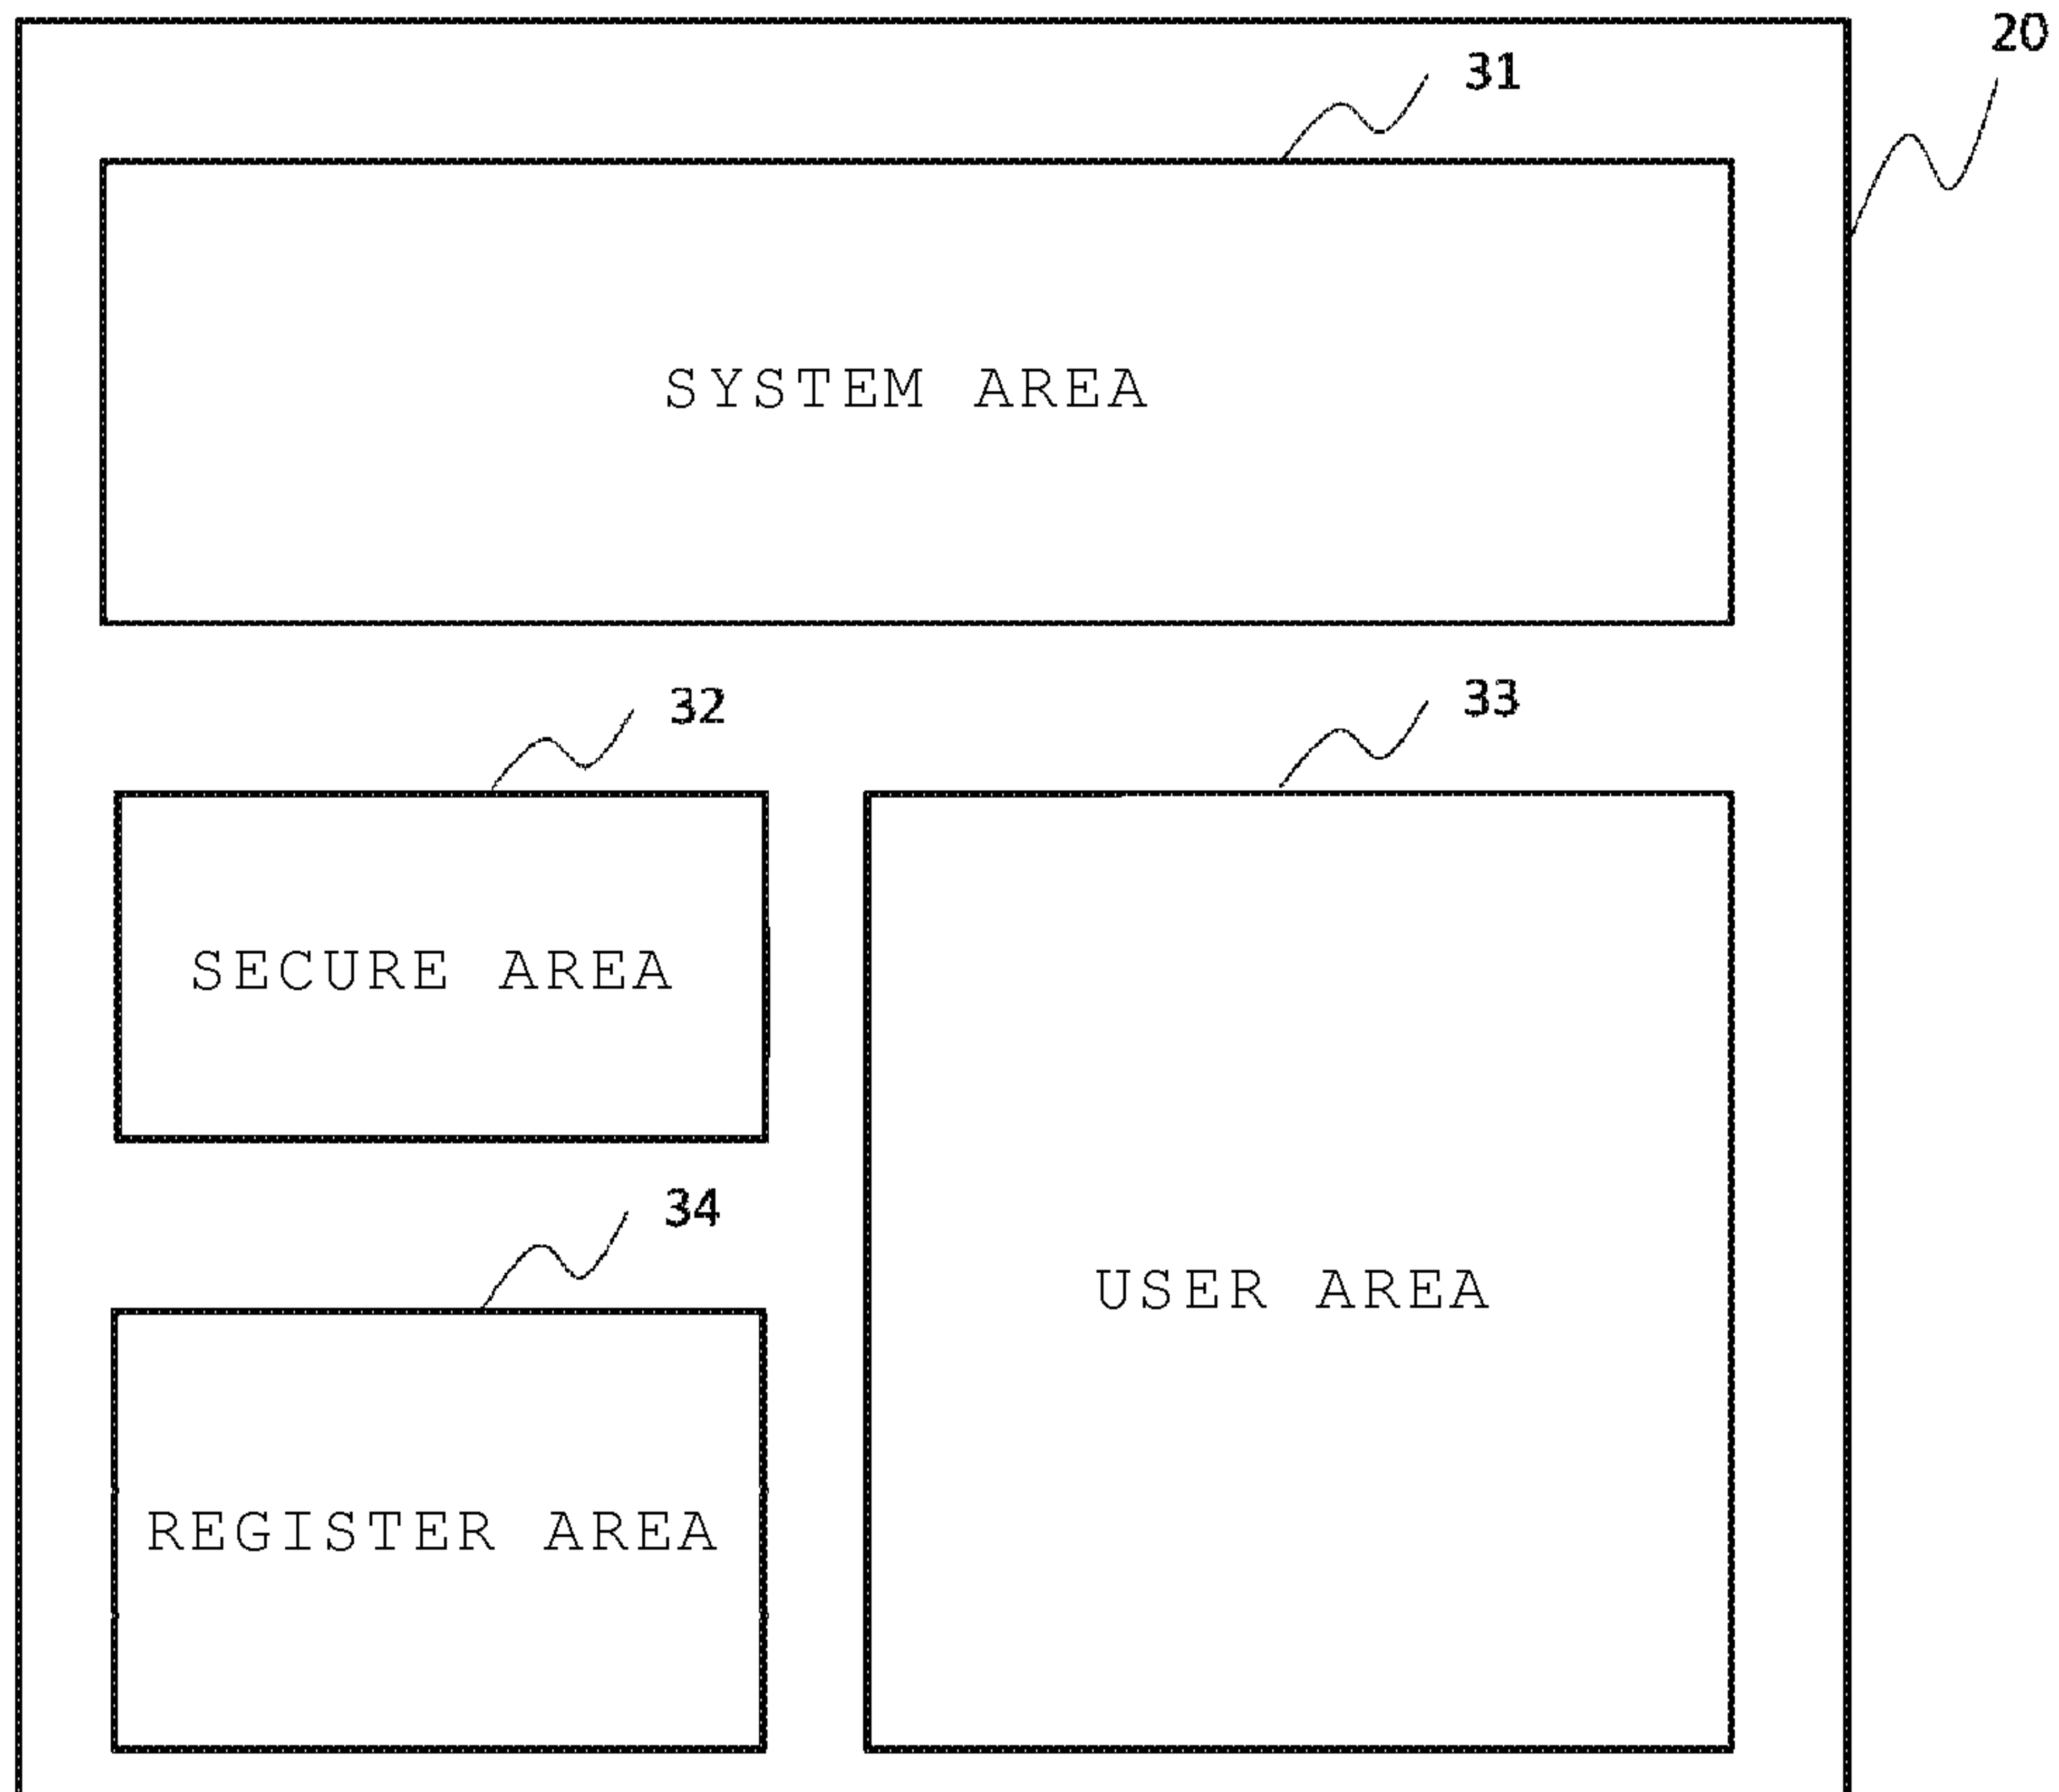 20
31
SYSTEM AREA
32
33
SECURE AREA
34
USER AREA
REGISTER AREA